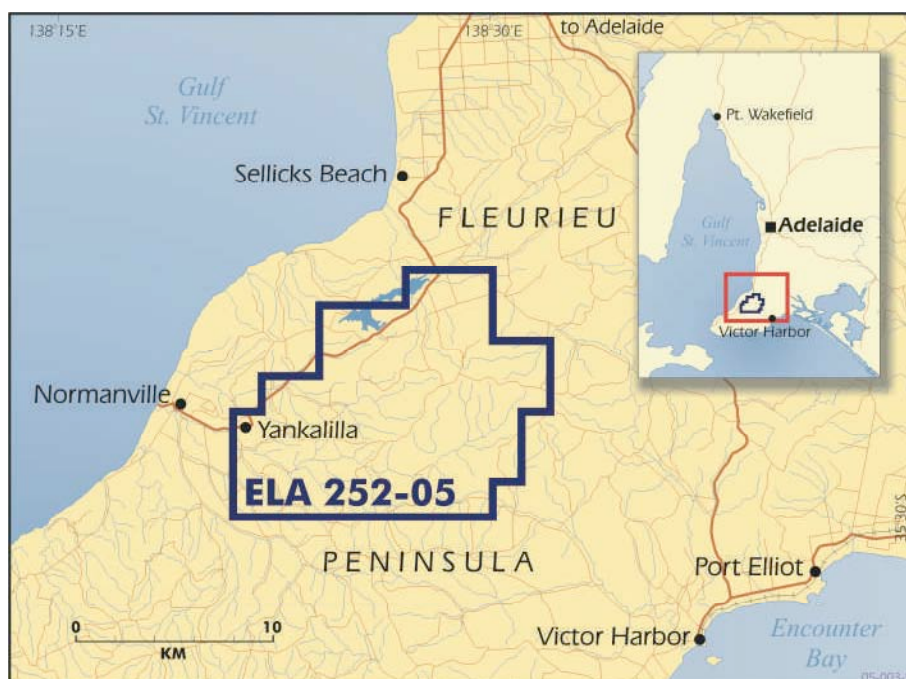 138°15'E
138°30'E
to Adelaide
Gulf
St. Vincent
Pt. Wakefield
Sellicks Beach
FLEURIEU
Gulf
St. Vincent
Adelaide
Victor Harbor
Normanville
Yankalilla
ELA 252-05
35°30'S
PENINSULA
Port Elliot
0 10
KM
Victor Harbor
Encounter
Bay